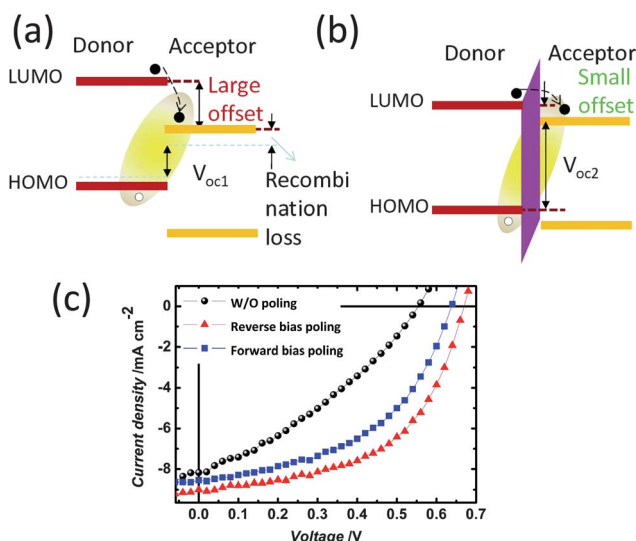 (a)
Donor Acceptor
LUMO
Large
offset
Voc1
HOMO
Recombi
nation
loss
(b)
Donor Acceptor
Small
offset
LUMO
Voc2
HOMO
(c)
W/O poling
Reverse bias poling
Forward bias poling
Current density /mA cm-2
0
-2
-4
-6
-8
0.0 0.1 0.2 0.3 0.4 0.5 0.6 0.7
Voltage /V